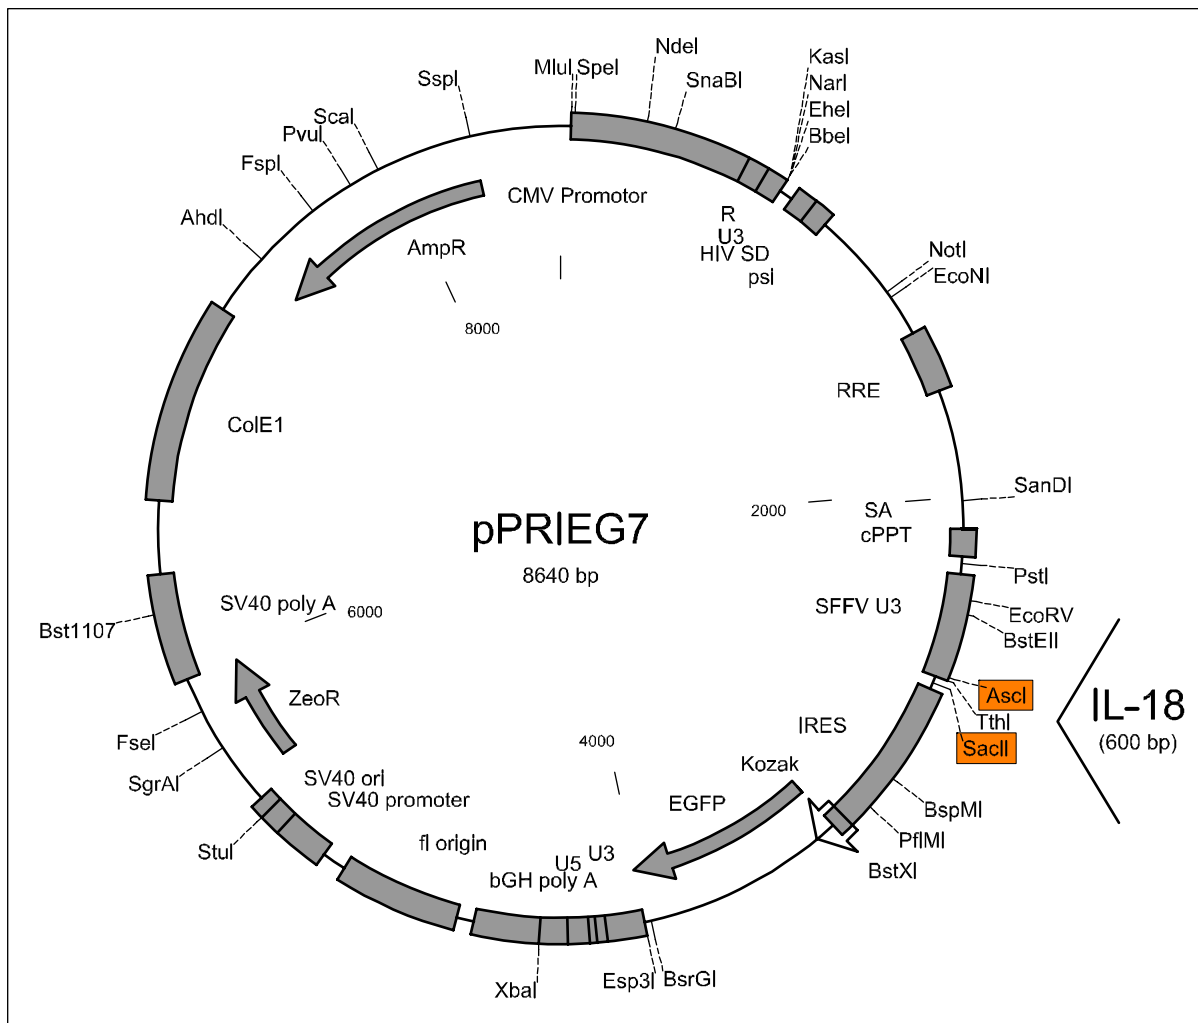 MluI
SpeI
NdeI
SnaBI
KasI
NarI
EheI
BbeI
SspI
ScaI
PvuI
FspI
AhdI
CMV Promotor
AmpR
R
U3
HIV SD
psi
NotI
EcoNI
8000
RRE
ColE1
SanDI
2000
SA
cPPT
pPRIEG7
8640 bp
PstI
SFFV U3
EcoRV
BstEII
SV40 poly A
6000
Bst1107
AscI
TthI
SacII
IL-18
(600 bp)
ZeoR
IRES
4000
Kozak
FseI
SgrAI
SV40 ori
SV40 promoter
EGFP
BspMI
PflMI
BstXI
StuI
fl origin
U5
U3
bGH poly A
XbaI
Esp3I
BsrGI